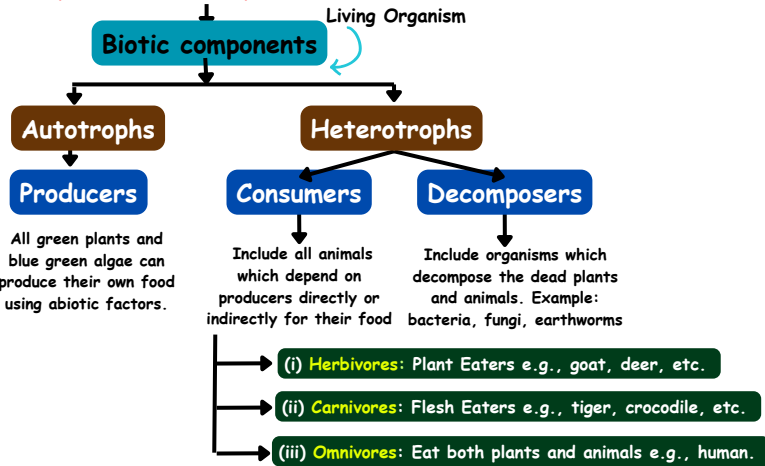 Living Organism
Biotic components
Autotrophs
Heterotrophs
Producers
Consumers
Decomposers
All green plants and
blue green algae can
produce their own food
using abiotic factors.
Include all animals
which depend on
producers directly or
indirectly for their food
Include organisms which
decompose the dead plants
and animals. Example:
bacteria, fungi, earthworms
(i) Herbivores: Plant Eaters e.g., goat, deer, etc.
(ii) Carnivores: Flesh Eaters e.g., tiger, crocodile, etc.
(iii) Omnivores: Eat both plants and animals e.g., human.